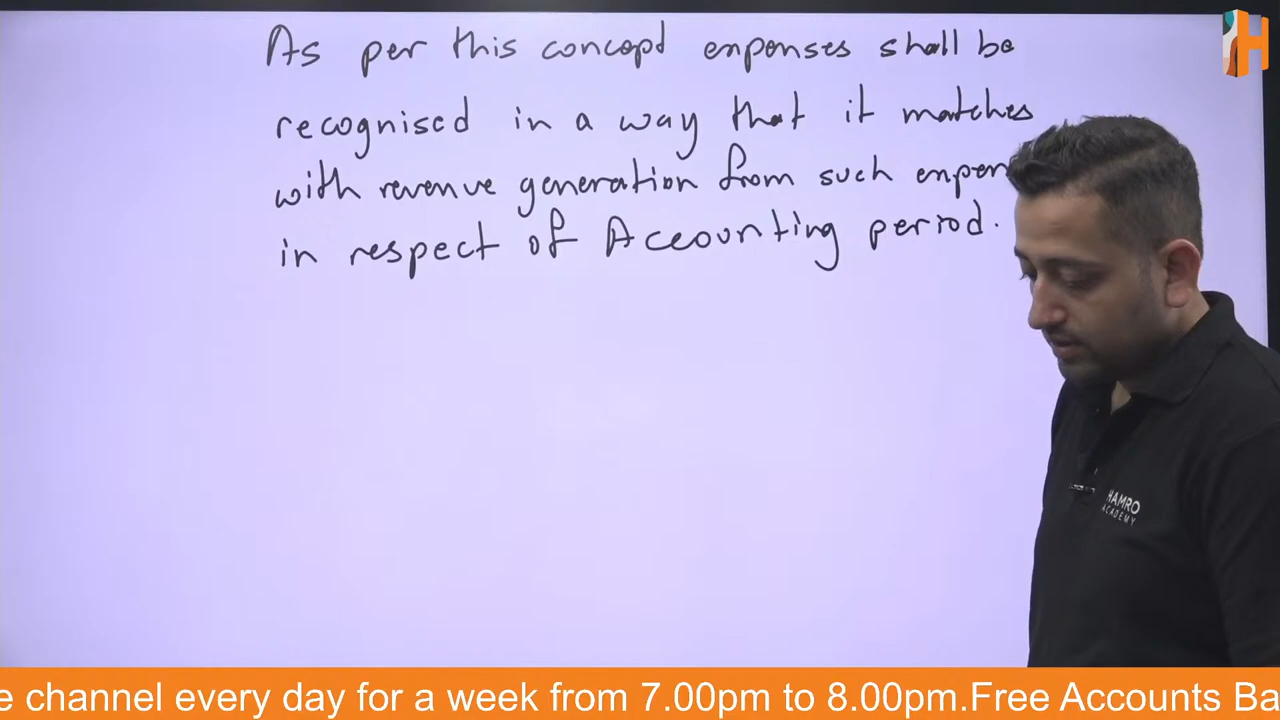 As per this concept expenses shall be
recognised in a way that it matches
with revenue generation from such expen
in respect of Accounting period.
HAMRO
ACADEMY
e channel every day for a week from 7.00pm to 8.00pm.Free Accounts Ba